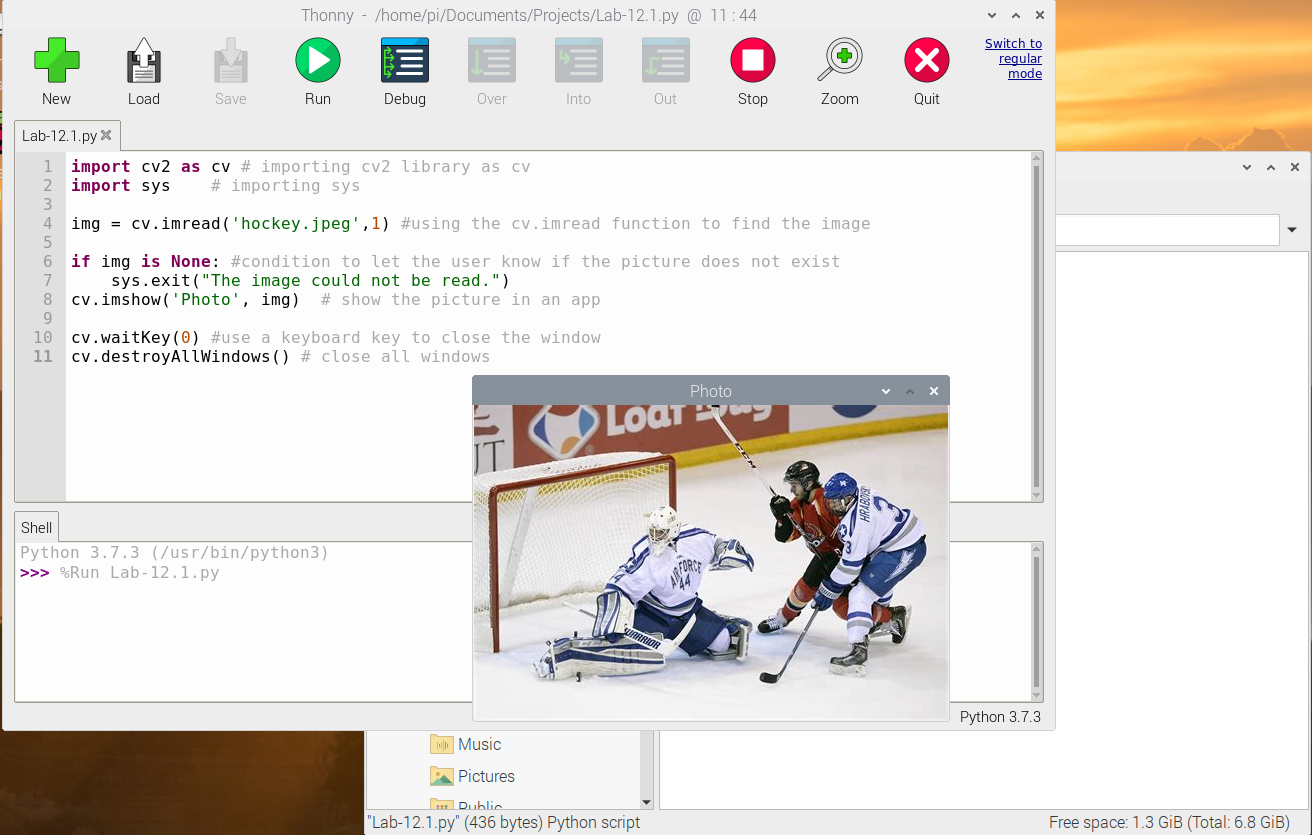 Thonny - /home/pi/Documents/Projects/Lab-12.1.py @ 11 : 44
New Load Save Run Debug Over Into Out Stop Zoom Quit
Switch to
regular
mode
Lab-12.1.py
1 import cv2 as cv # importing cv2 library as cv
2 import sys    # importing sys
3
4 img = cv.imread('hockey.jpeg',1) #using the cv.imread function to find the image
5
6 if img is None: #condition to let the user know if the picture does not exist
7     sys.exit("The image could not be read.")
8 cv.imshow('Photo', img)  # show the picture in an app
9
10 cv.waitKey(0) #use a keyboard key to close the window
11 cv.destroyAllWindows() # close all windows
Photo
Loaf
AIR FORCE
44
WARRIOR
3
Shell
Python 3.7.3 (/usr/bin/python3)
>>> %Run Lab-12.1.py
Python 3.7.3
Music
Pictures
Public
"Lab-12.1.py" (436 bytes) Python script
Free space: 1.3 GiB (Total: 6.8 GiB)